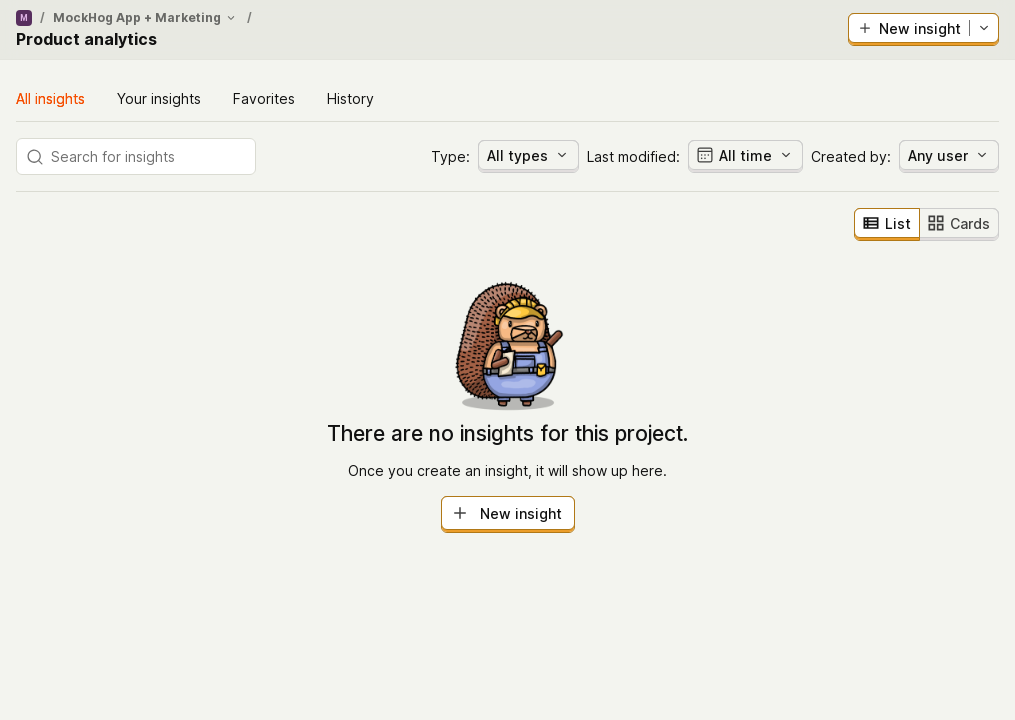 M / MockHog App + Marketing /
Product analytics
New insight
All insights Your insights Favorites History
Search for insights Type: All types Last modified: All time Created by: Any user
List Cards
There are no insights for this project.
Once you create an insight, it will show up here.
New insight